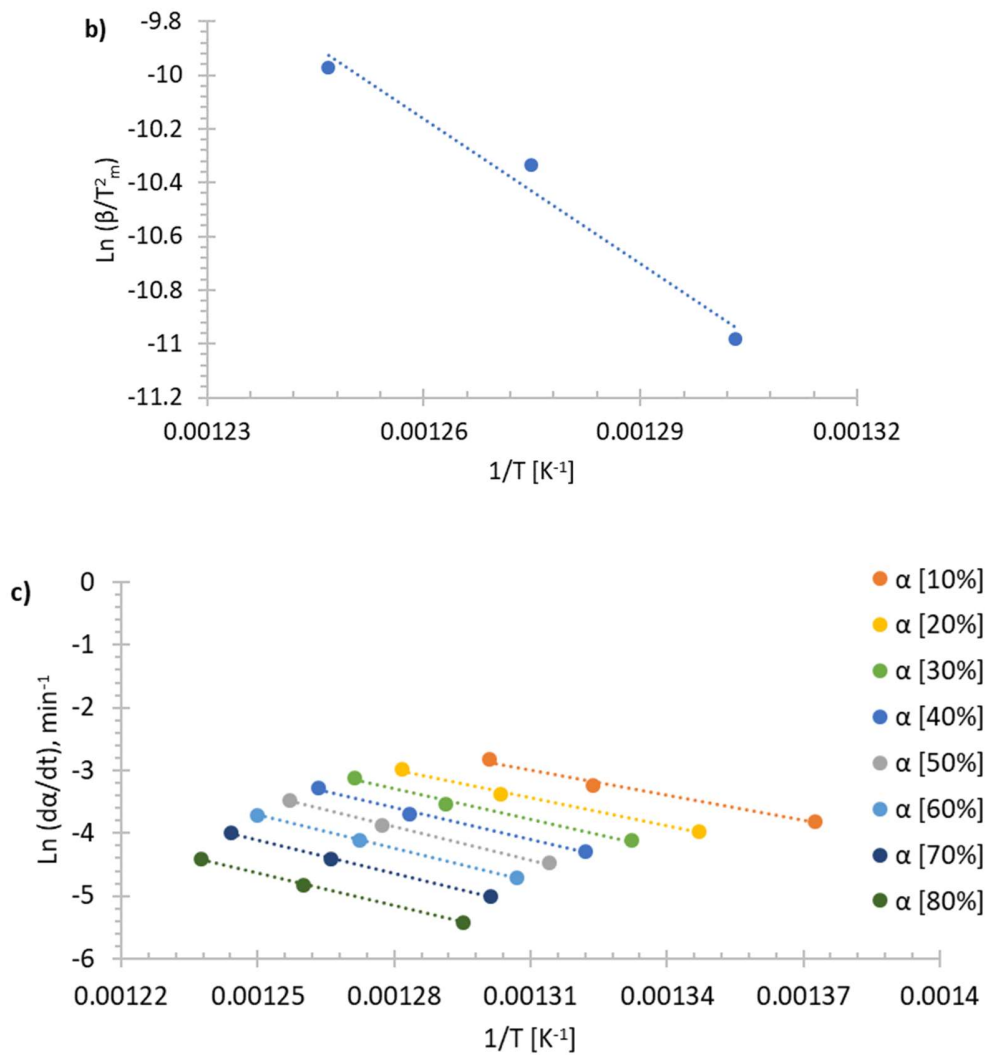 b)
-9.8
-10
-10.2
-10.4
-10.6
-10.8
-11
-11.2
Ln (β/T²ₘ)
0.00123 0.00126 0.00129 0.00132
1/T [K⁻¹]
c)
0
-1
-2
-3
-4
-5
-6
Ln (dα/dt), min⁻¹
0.00122 0.00125 0.00128 0.00131 0.00134 0.00137 0.0014
1/T [K⁻¹]
α [10%]
α [20%]
α [30%]
α [40%]
α [50%]
α [60%]
α [70%]
α [80%]